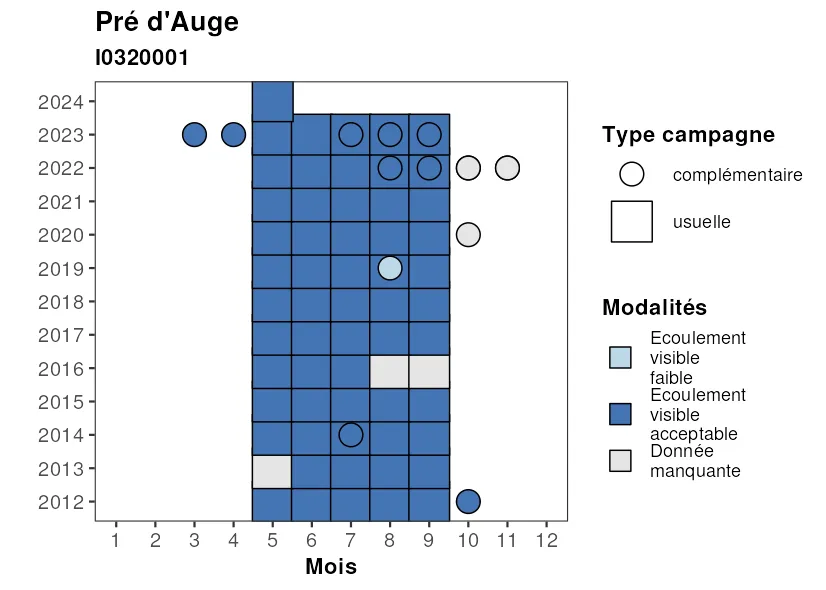 Pré d'Auge
I0320001
2024
2023
2022
2021
2020
2019
2018
2017
2016
2015
2014
2013
2012
1 2 3 4 5 6 7 8 9 10 11 12
Mois
Type campagne
complémentaire
usuelle
Modalités
Ecoulement
visible
faible
Ecoulement
visible
acceptable
Donnée
manquante